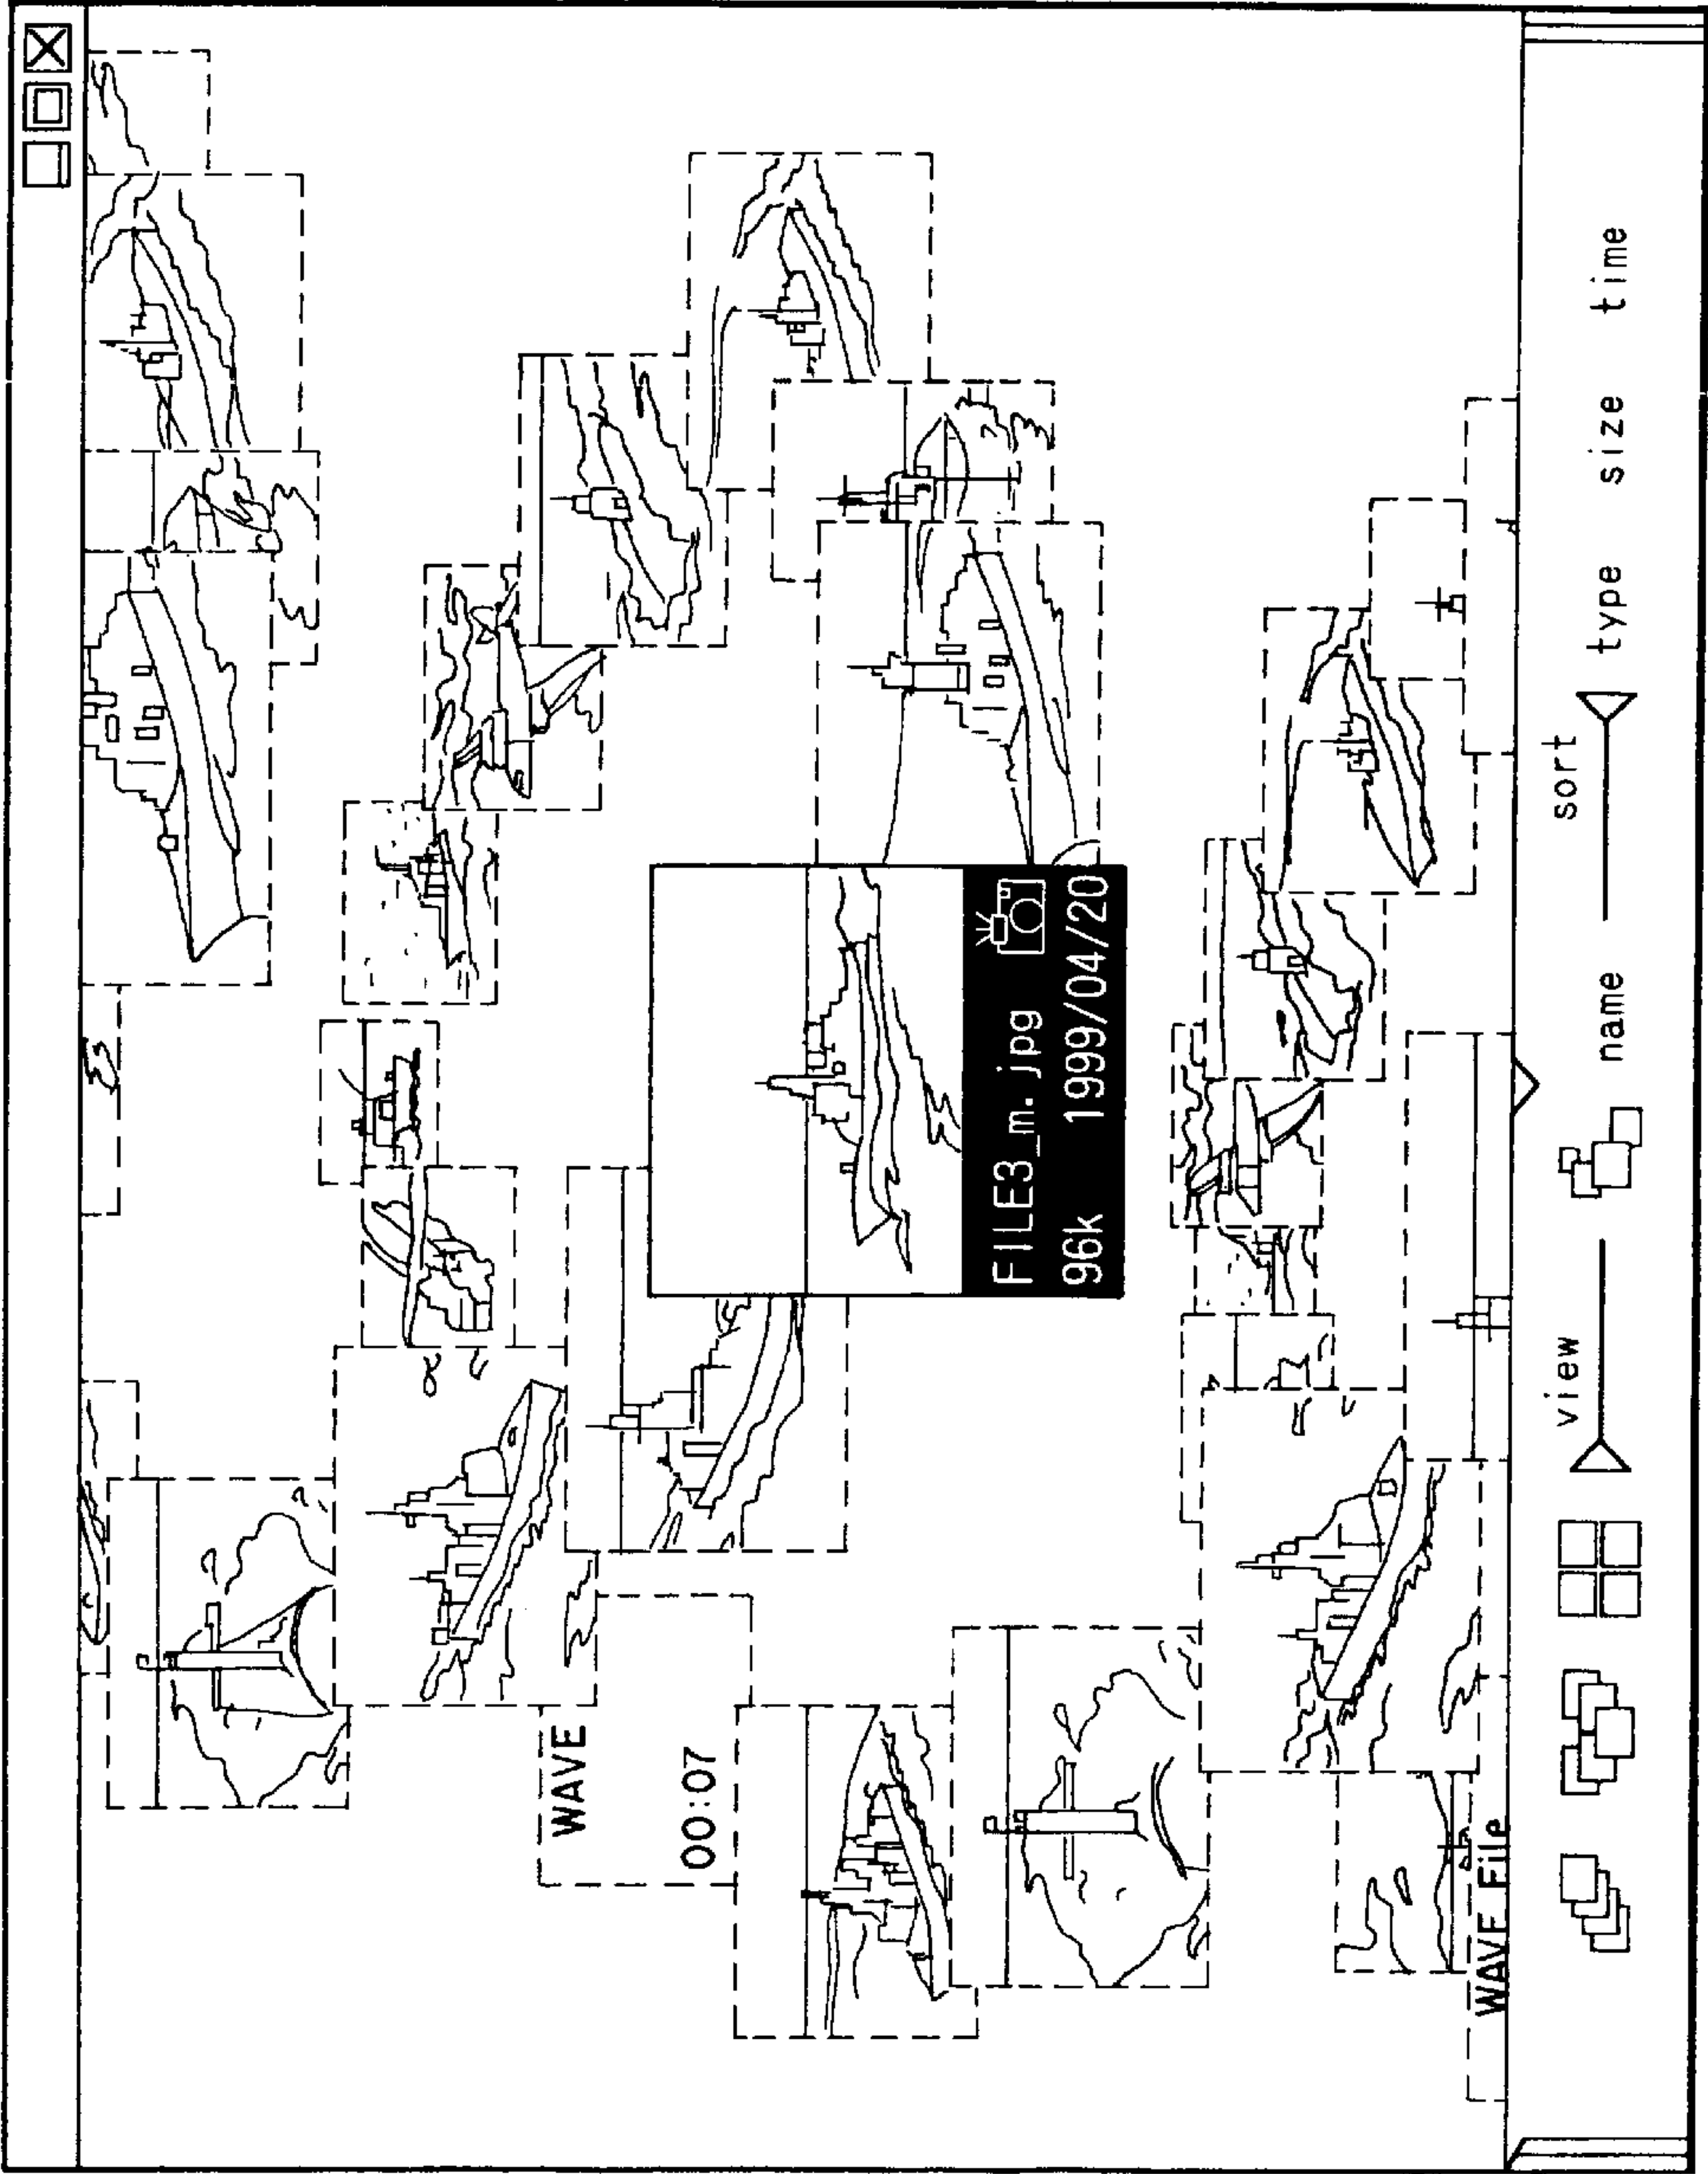 WAVE
00:07
FILE3_m.jpg
96k 1999/04/20
WAVE File
view
sort
name
type
size
time